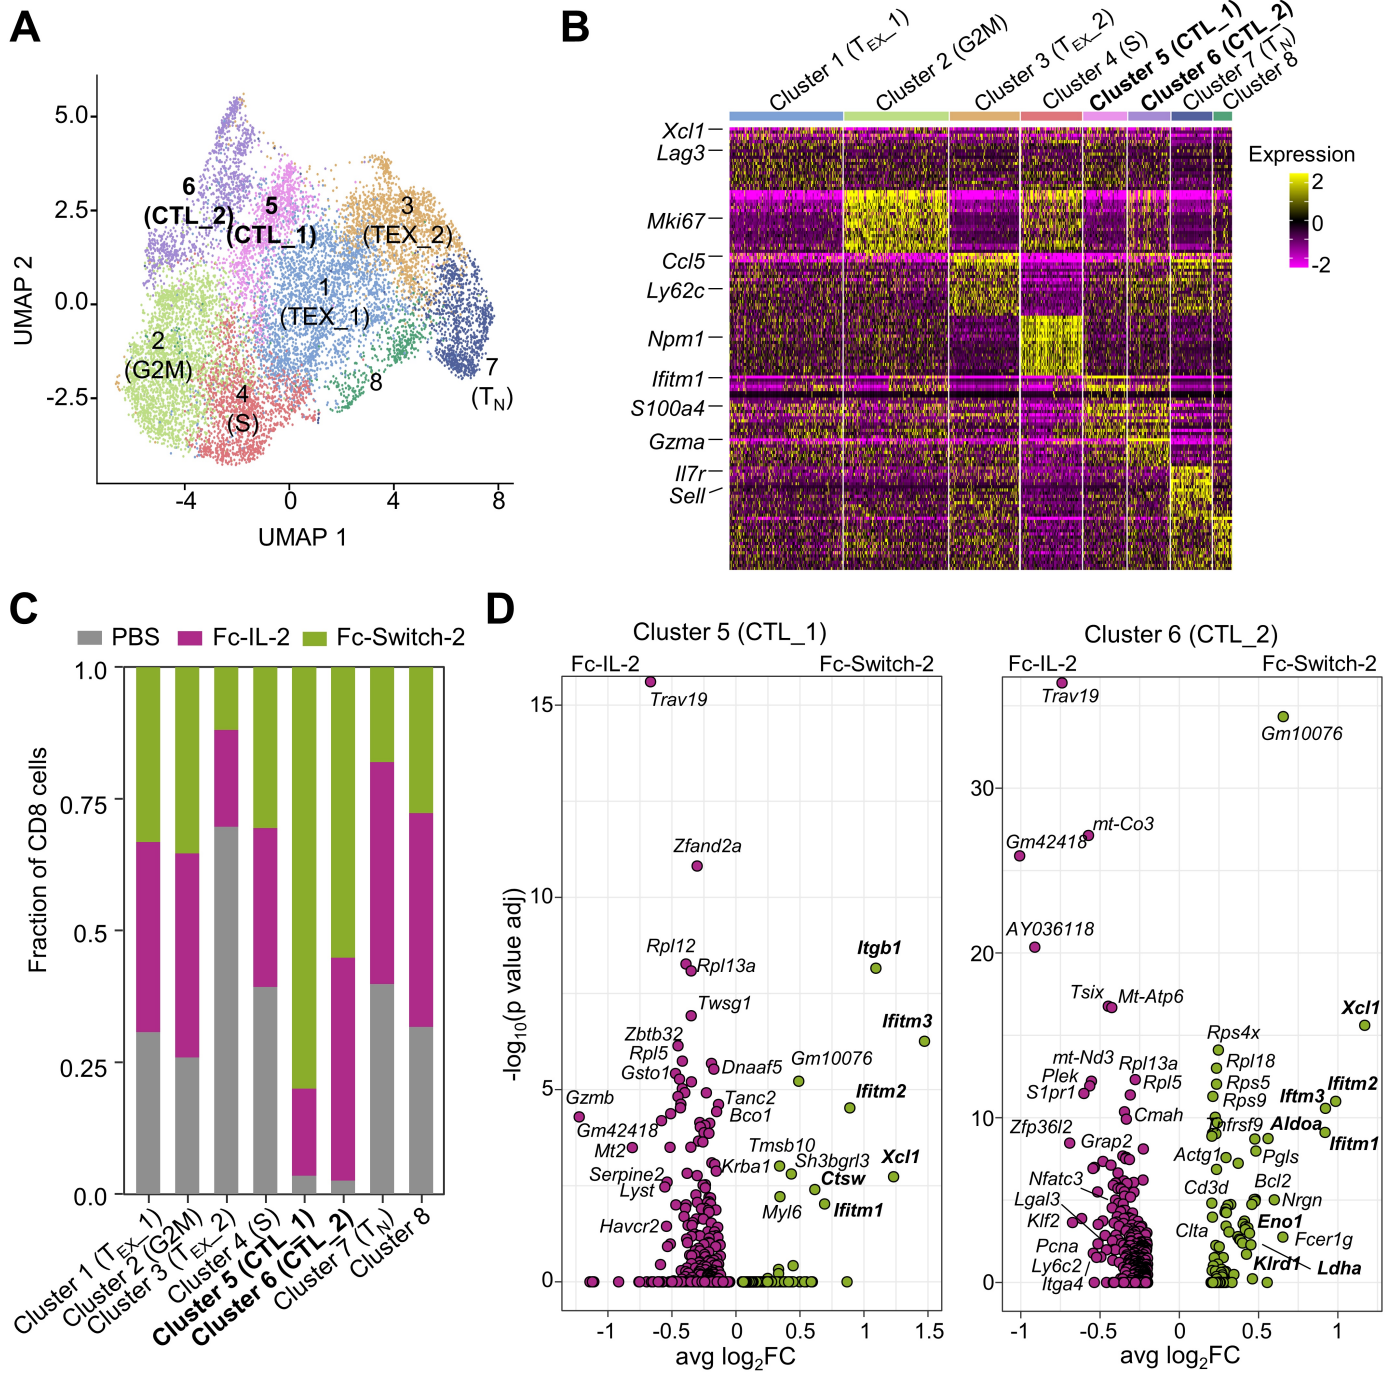 A
5.0
2.5
0.0
-2.5
UMAP 2
-4
0
4
8
UMAP 1
6
(CTL_2)
5
(CTL_1)
3
(TEX_2)
1
(TEX_1)
2
(G2M)
4
(S)
8
7
(TN)
B
Cluster 1 (TEX_1)
Cluster 2 (G2M)
Cluster 3 (TEX_2)
Cluster 4 (S)
Cluster 5 (CTL_1)
Cluster 6 (CTL_2)
Cluster 7 (TN)
Cluster 8
Xcl1
Lag3
Mki67
Ccl5
Ly62c
Npm1
Ifitm1
S100a4
Gzma
Il7r
Sell
Expression
2
0
-2
C
PBS
Fc-IL-2
Fc-Switch-2
Fraction of CD8 cells
1.0
0.75
0.5
0.25
0.0
Cluster 1 (TEX_1)
Cluster 2 (G2M)
Cluster 3 (TEX_2)
Cluster 4 (S)
Cluster 5 (CTL_1)
Cluster 6 (CTL_2)
Cluster 7 (TN)
Cluster 8
D
Cluster 5 (CTL_1)
Fc-IL-2
Fc-Switch-2
-log10(p value adj)
15
10
5
0
Trav19
Zfand2a
Rpl12
Rpl13a
Itgb1
Twsg1
Ifitm3
Zbtb32
Rpl5
Gsto1
Dnaaf5
Gm10076
Gzmb
Tanc2
Bco1
Ifitm2
Gm42418
Mt2
Tmsb10
Krba1
Sh3bgrl3
Xcl1
Serpine2
Lyst
Ctsw
Havcr2
Myl6
Ifitm1
-1
-0.5
0
0.5
1
1.5
avg log2FC
Cluster 6 (CTL_2)
Fc-IL-2
Fc-Switch-2
30
20
10
0
Trav19
Gm10076
mt-Co3
Gm42418
AY036118
Tsix
Mt-Atp6
Xcl1
Rps4x
mt-Nd3
Rpl13a
Rpl18
Plek
Rpl5
Rps5
S1pr1
Rps9
Iftm3
Ifitm2
Cmah
Zfp36l2
Tnfrsf9
Aldoa
Ifitm1
Grap2
Actg1
Pgls
Nfatc3
Cd3d
Bcl2
Lgal3
Nrgn
Klf2
Clta
Eno1
Fcer1g
Pcna
Ly6c2
Klrd1
Ldha
Itga4
-1
-0.5
0
0.5
1
avg log2FC